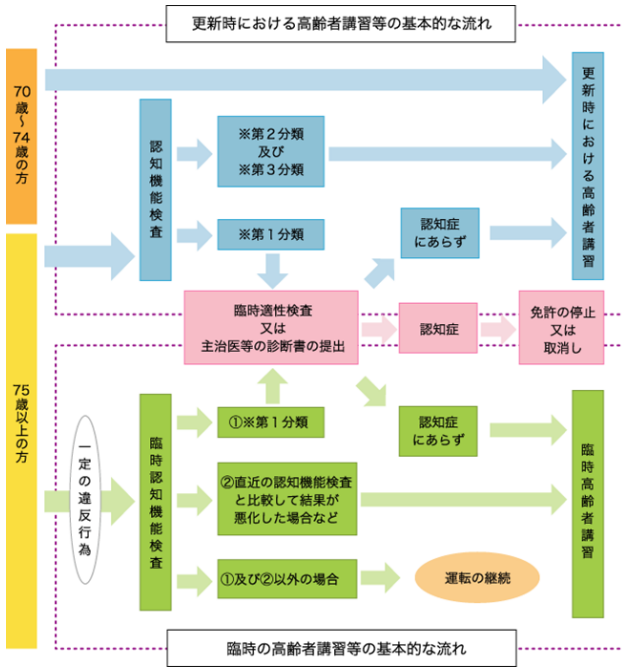 更新時における高齢者講習等の基本的な流れ
70歳～74歳の方
認知機能検査
※第２分類
及び
※第３分類
更新時における高齢者講習
※第１分類
認知症
にあらず
臨時適性検査
又は
主治医等の診断書の提出
認知症
免許の停止
又は
取消し
75歳以上の方
一定の違反行為
臨時認知機能検査
①※第１分類
認知症
にあらず
②直近の認知機能検査
と比較して結果が
悪化した場合など
臨時高齢者講習
①及び②以外の場合
運転の継続
臨時の高齢者講習等の基本的な流れ